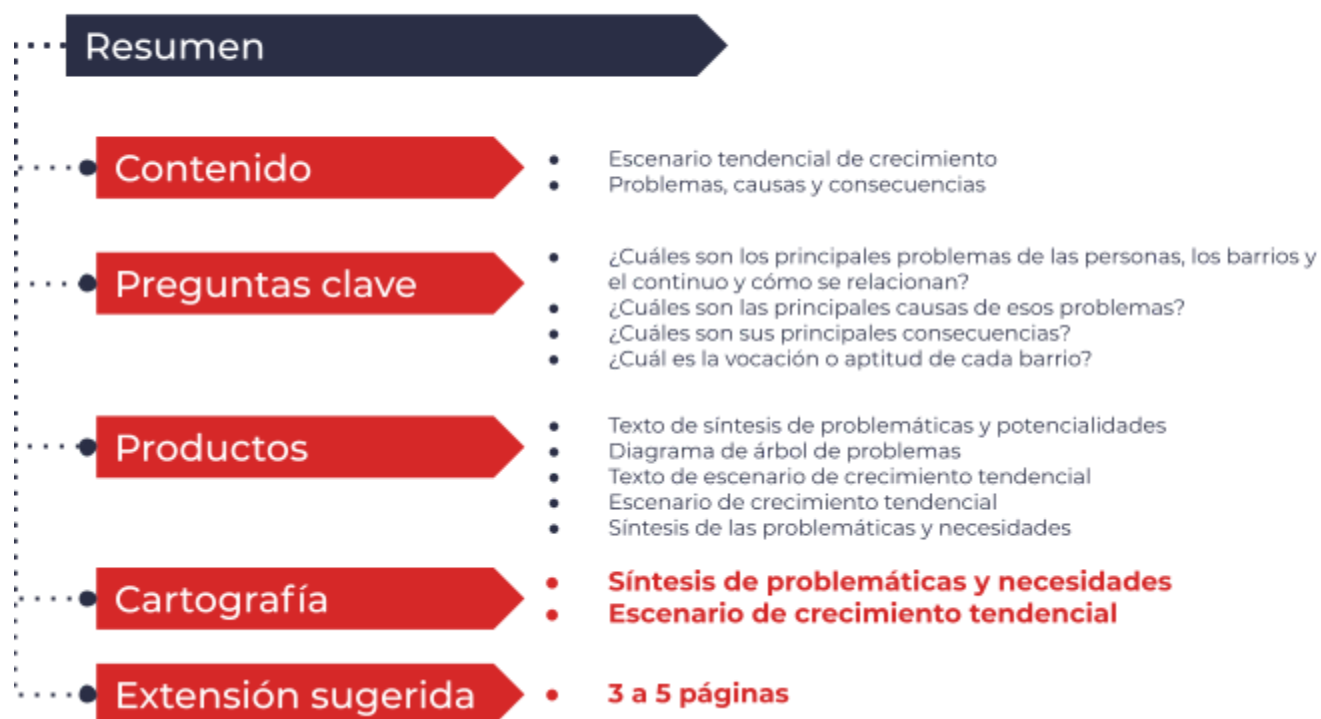 Resumen
Contenido
• Escenario tendencial de crecimiento
• Problemas, causas y consecuencias
Preguntas clave
• ¿Cuáles son los principales problemas de las personas, los barrios y
el continuo y cómo se relacionan?
• ¿Cuáles son las principales causas de esos problemas?
• ¿Cuáles son sus principales consecuencias?
• ¿Cuál es la vocación o aptitud de cada barrio?
Productos
• Texto de síntesis de problemáticas y potencialidades
• Diagrama de árbol de problemas
• Texto de escenario de crecimiento tendencial
• Escenario de crecimiento tendencial
• Síntesis de las problemáticas y necesidades
Cartografía
• Síntesis de problemáticas y necesidades
• Escenario de crecimiento tendencial
Extensión sugerida
• 3 a 5 páginas